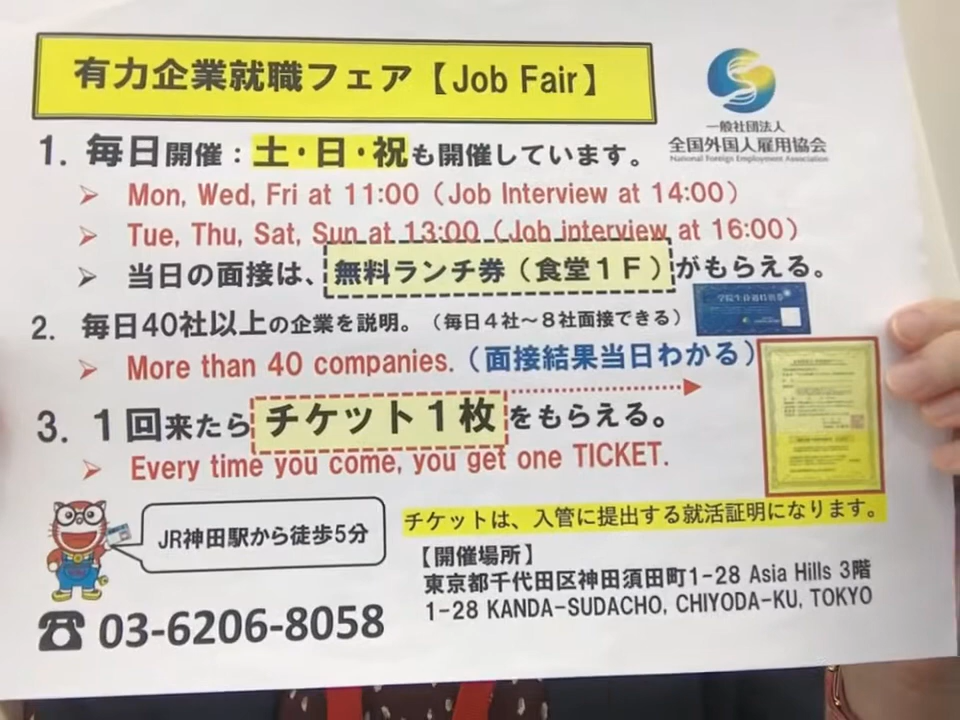 有力企業就職フェア【Job Fair】
一般社団法人
全国外国人雇用協会
National Foreign Employment Association
1. 毎日開催：土・日・祝も開催しています。
➢ Mon, Wed, Fri at 11:00（Job Interview at 14:00）
➢ Tue, Thu, Sat, Sun at 13:00（Job interview at 16:00）
➢ 当日の面接は、無料ランチ券（食堂１Ｆ）がもらえる。
2. 毎日40社以上の企業を説明。（毎日４社～８社面接できる）
➢ More than 40 companies.（面接結果当日わかる）
3. １回来たらチケット１枚をもらえる。
➢ Every time you come, you get one TICKET.
JR神田駅から徒歩5分
チケットは、入管に提出する就活証明になります。
【開催場所】
東京都千代田区神田須田町1-28 Asia Hills 3階
1-28 KANDA-SUDACHO, CHIYODA-KU, TOKYO
☎ 03-6206-8058